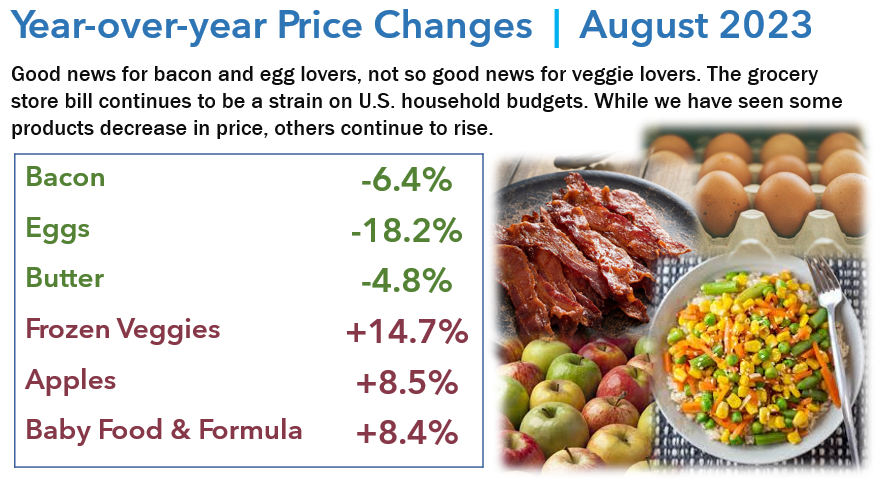 Year-over-year Price Changes | August 2023
Good news for bacon and egg lovers, not so good news for veggie lovers. The grocery
store bill continues to be a strain on U.S. household budgets. While we have seen some
products decrease in price, others continue to rise.
Bacon -6.4%
Eggs -18.2%
Butter -4.8%
Frozen Veggies +14.7%
Apples +8.5%
Baby Food & Formula +8.4%